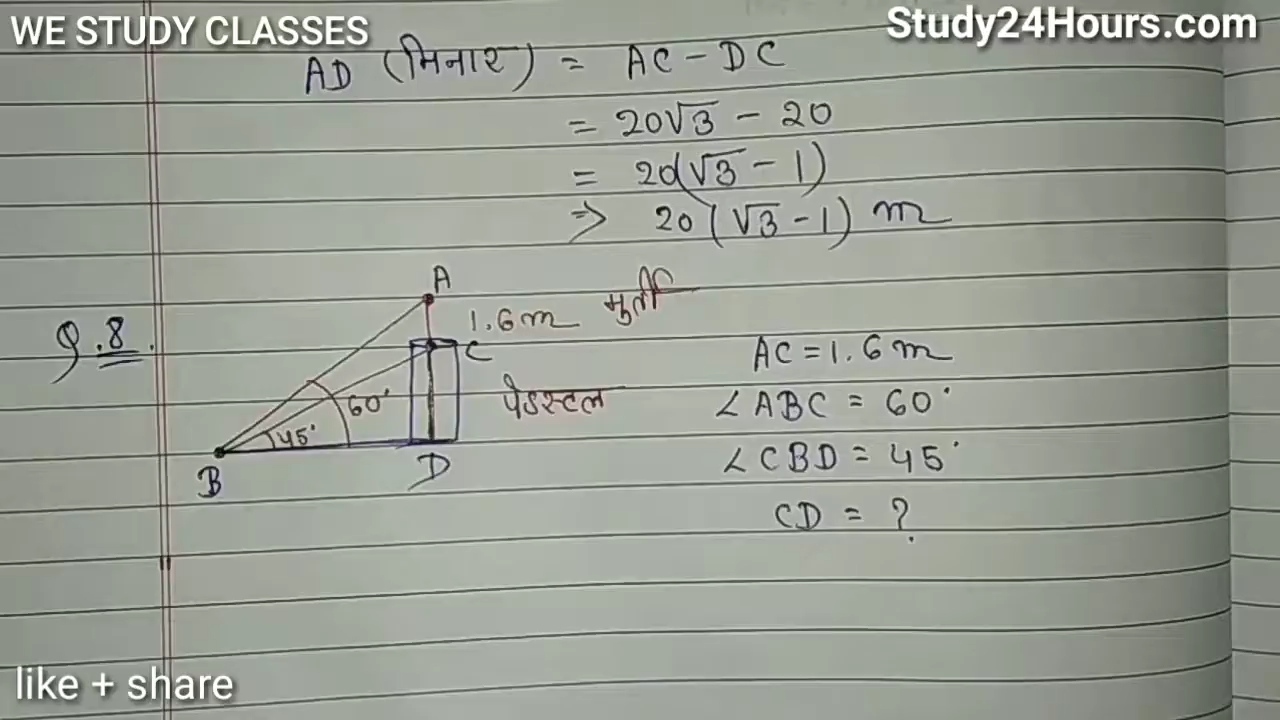 WE STUDY CLASSES
Study24Hours.com
AD (मिनार) = AC - DC
= 20√3 - 20
= 20(√3 - 1)
⇒ 20(√3 - 1) m
Q.8.
A
1.6m मुर्ती
C
60°
पेडस्टल
45°
B
D
AC = 1.6m
∠ABC = 60°
∠CBD = 45°
CD = ?
like + share